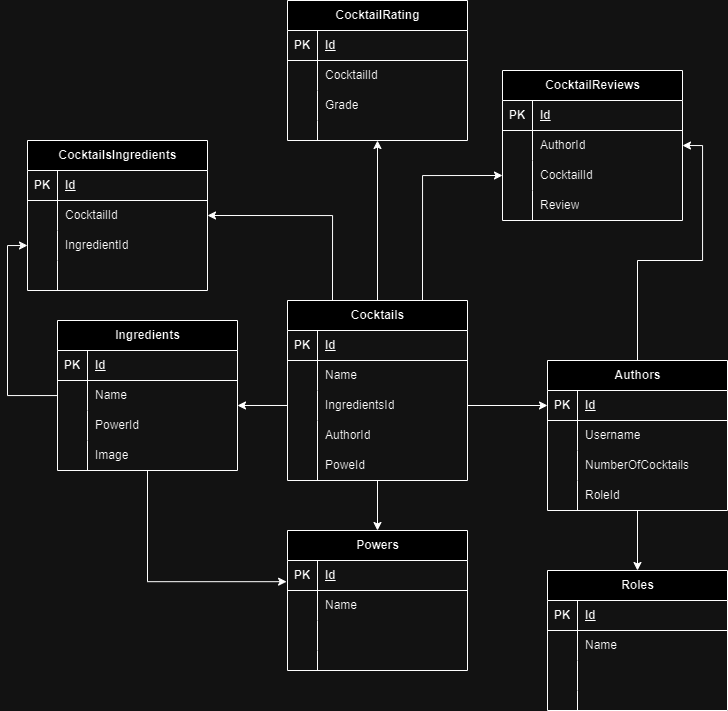 CocktailRating
PK Id
CocktailId
Grade
CocktailReviews
PK Id
AuthorId
CocktailId
Review
CocktailsIngredients
PK Id
CocktailId
IngredientId
Cocktails
PK Id
Name
IngredientsId
AuthorId
PoweId
Ingredients
PK Id
Name
PowerId
Image
Authors
PK Id
Username
NumberOfCocktails
RoleId
Powers
PK Id
Name
Roles
PK Id
Name